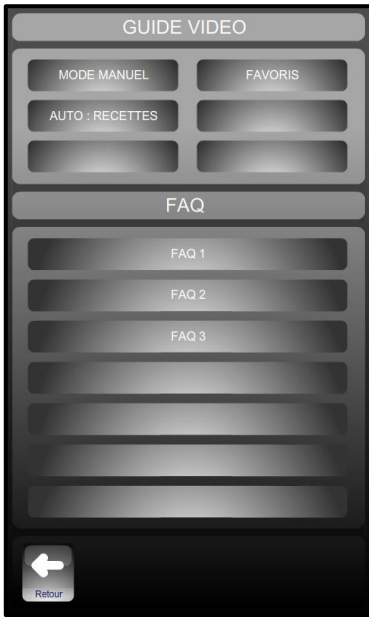 GUIDE VIDEO
MODE MANUEL
FAVORIS
AUTO : RECETTES
FAQ
FAQ 1
FAQ 2
FAQ 3
Retour